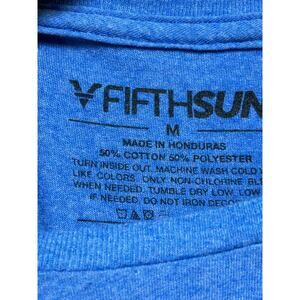 FIFTHSUN
M
MADE IN HONDURAS
50% COTTON 50% POLYESTER
TURN INSIDE OUT. MACHINE WASH COLD W
LIKE COLORS. ONLY NON-CHLORINE BLE
WHEN NEEDED. TUMBLE DRY LOW. LOW
IF NEEDED. DO NOT IRON DECO